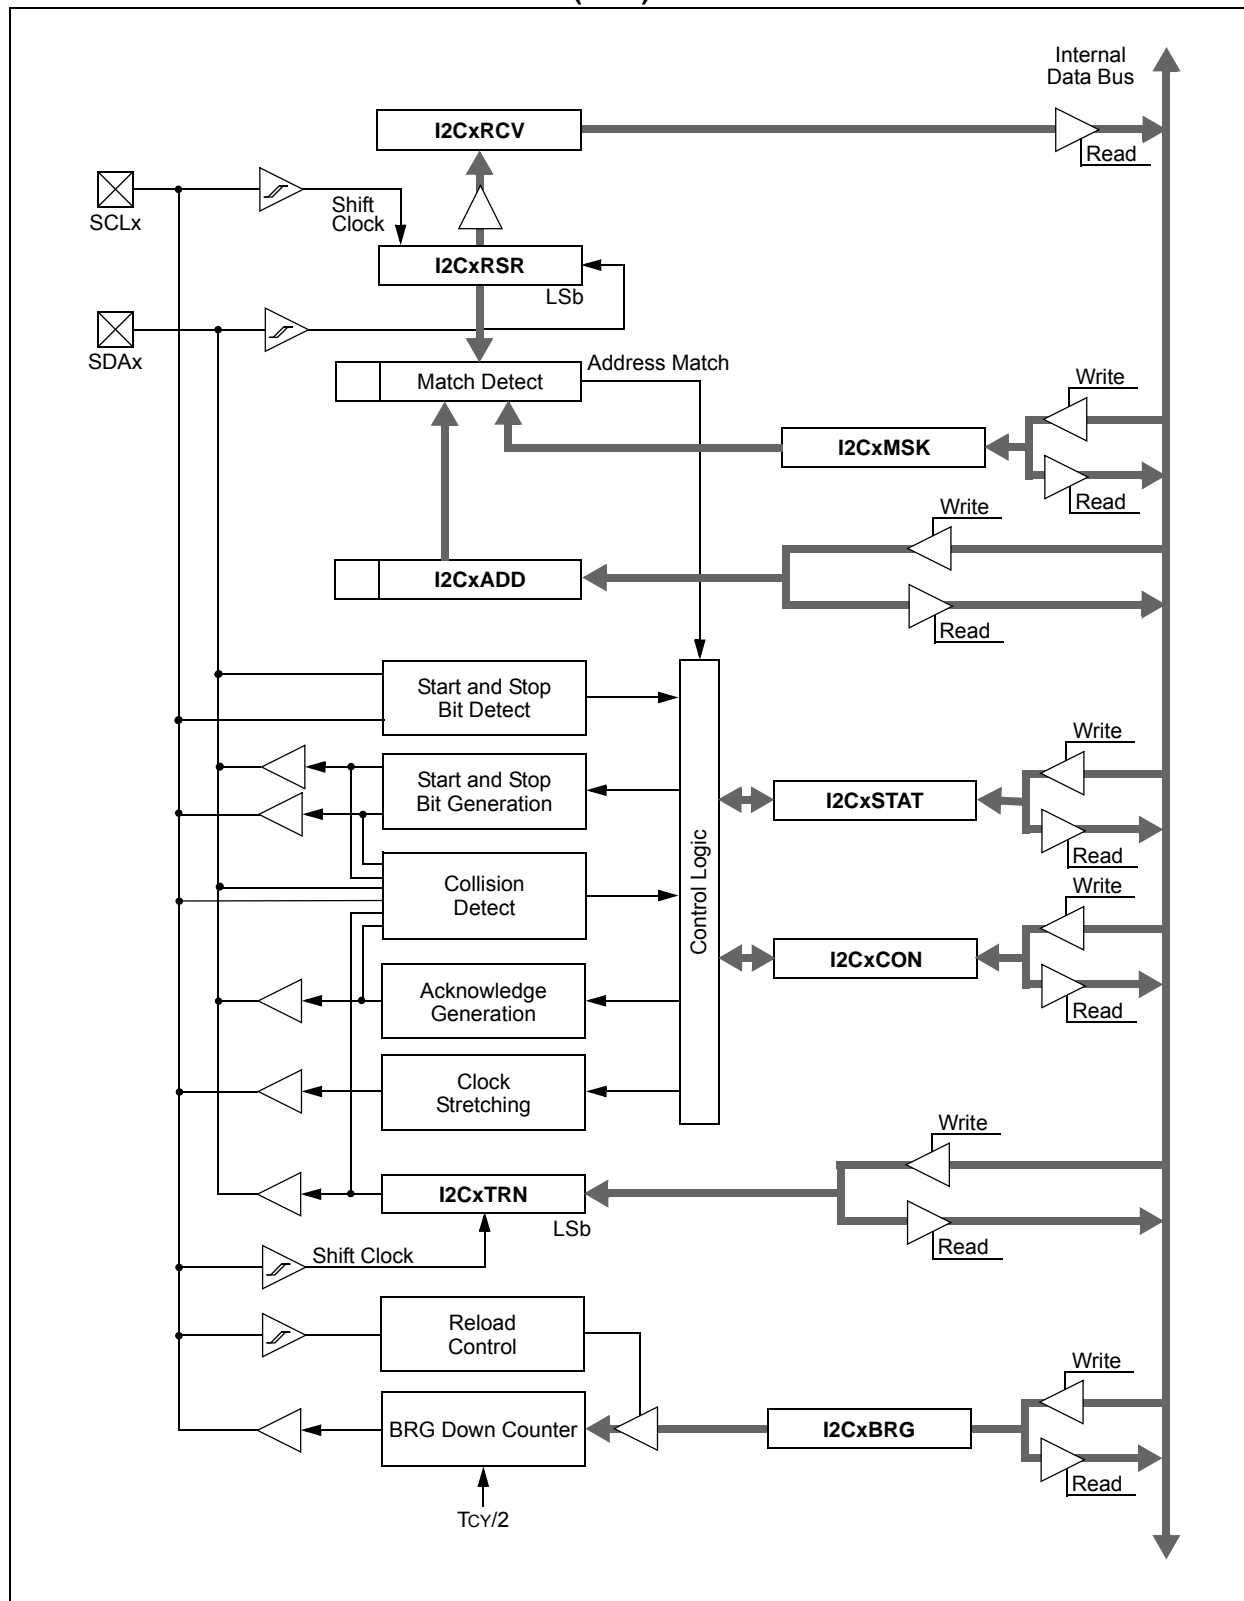 Internal
Data Bus
I2CxRCV
Read
SCLx
Shift
Clock
I2CxRSR
LSb
SDAx
Address Match
Match Detect
Write
I2CxMSK
Read
Write
I2CxADD
Read
Start and Stop
Bit Detect
Write
Start and Stop
Bit Generation
I2CxSTAT
Read
Control Logic
Collision
Detect
Write
I2CxCON
Read
Acknowledge
Generation
Clock
Stretching
Write
I2CxTRN
LSb
Read
Shift Clock
Reload
Control
Write
BRG Down Counter
I2CxBRG
Read
TCY/2